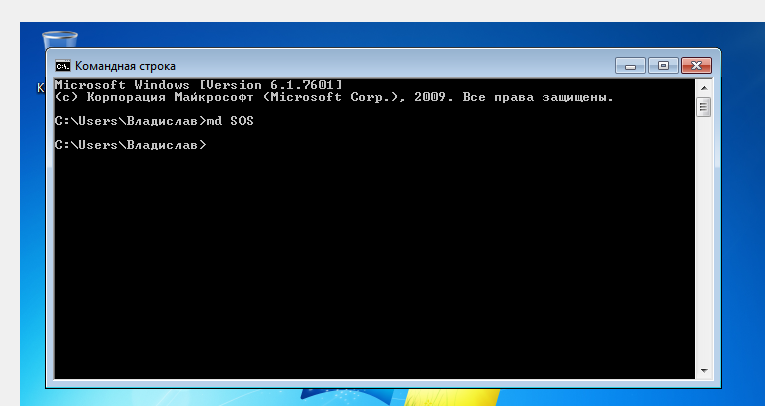 Командная строка
К
Microsoft Windows [Version 6.1.7601]
(c) Корпорация Майкрософт (Microsoft Corp.), 2009. Все права защищены.
C:\Users\Владислав>md SOS
C:\Users\Владислав>